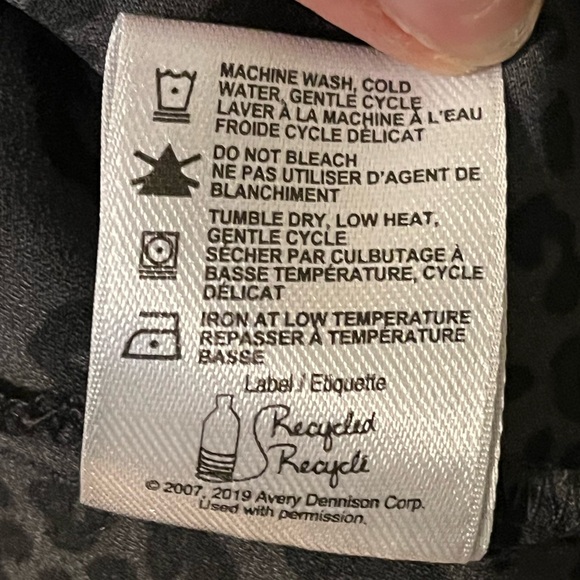 MACHINE WASH, COLD
WATER, GENTLE CYCLE
LAVER À LA MACHINE À L'EAU
FROIDE CYCLE DÉLICAT
DO NOT BLEACH
NE PAS UTILISER D'AGENT DE
BLANCHIMENT
TUMBLE DRY, LOW HEAT,
GENTLE CYCLE
SÉCHER PAR CULBUTAGE À
BASSE TEMPÉRATURE, CYCLE
DÉLICAT
IRON AT LOW TEMPERATURE
REPASSER À TEMPÉRATURE
BASSE
Label / Étiquette
Recycled
Recyclé
© 2007, 2019 Avery Dennison Corp.
Used with permission.